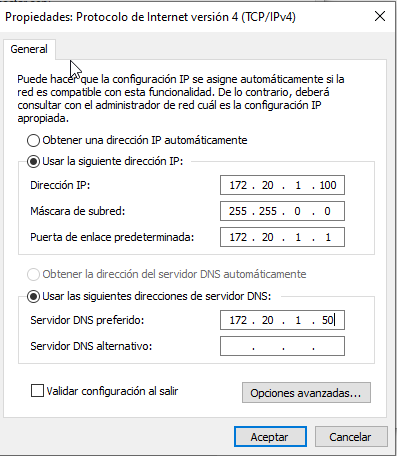 Propiedades: Protocolo de Internet versión 4 (TCP/IPv4)
General
Puede hacer que la configuración IP se asigne automáticamente si la
red es compatible con esta funcionalidad. De lo contrario, deberá
consultar con el administrador de red cuál es la configuración IP
apropiada.
Obtener una dirección IP automáticamente
Usar la siguiente dirección IP:
Dirección IP: 172 . 20 . 1 . 100
Máscara de subred: 255 . 255 . 0 . 0
Puerta de enlace predeterminada: 172 . 20 . 1 . 1
Obtener la dirección del servidor DNS automáticamente
Usar las siguientes direcciones de servidor DNS:
Servidor DNS preferido: 172 . 20 . 1 . 50
Servidor DNS alternativo: . . .
Validar configuración al salir
Opciones avanzadas...
Aceptar Cancelar